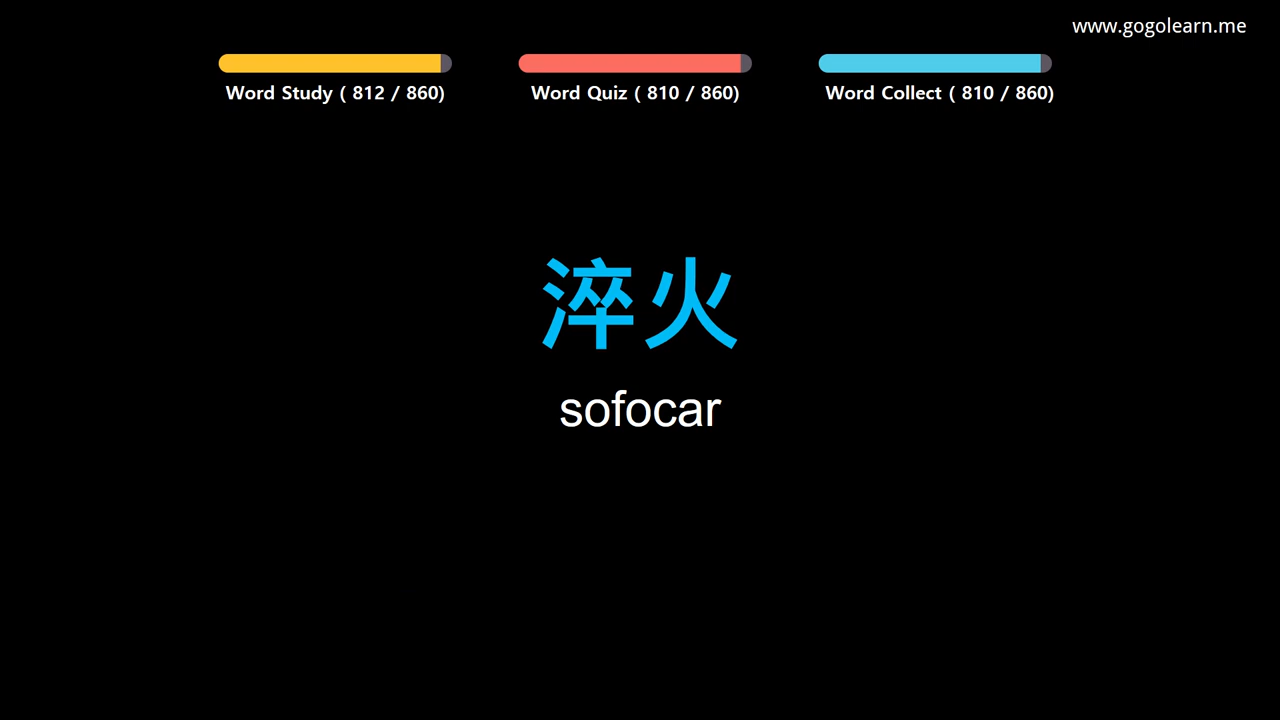 www.gogolearn.me
Word Study ( 812 / 860)
Word Quiz ( 810 / 860)
Word Collect ( 810 / 860)
淬火
sofocar